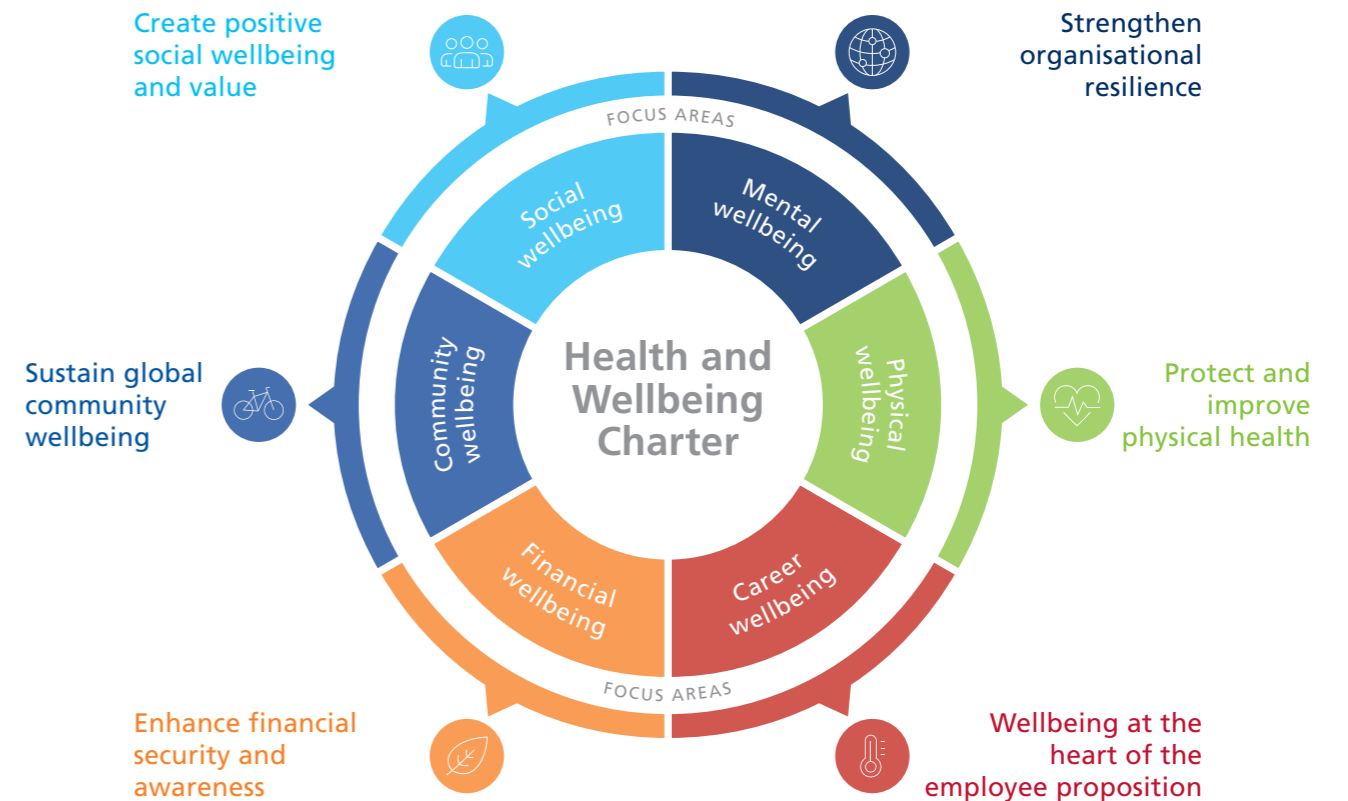 Create positive
social wellbeing
and value
Strengthen
organisational
resilience
FOCUS AREAS
Social
wellbeing
Mental
wellbeing
Sustain global
community
wellbeing
Community
wellbeing
Health and
Wellbeing
Charter
Physical
wellbeing
Protect and
improve
physical health
Financial
wellbeing
Career
wellbeing
FOCUS AREAS
Enhance financial
security and
awareness
Wellbeing at the
heart of the
employee proposition